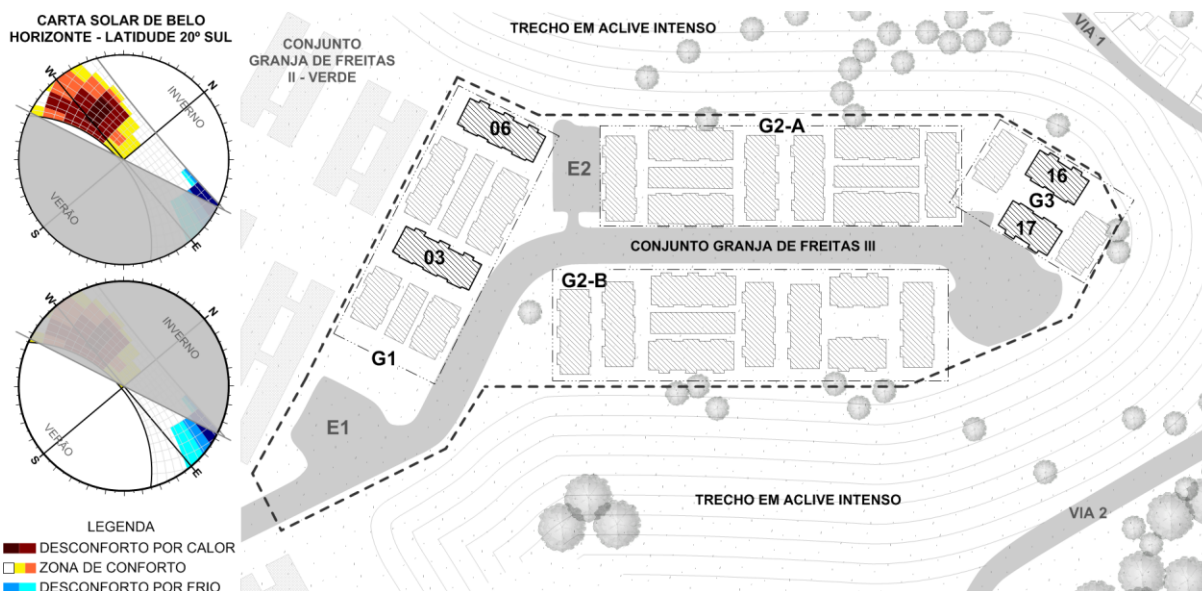 CARTA SOLAR DE BELO
HORIZONTE - LATIDUDE 20º SUL
W
N
INVERNO
VERÃO
S
E
W
N
INVERNO
VERÃO
S
E
LEGENDA
DESCONFORTO POR CALOR
ZONA DE CONFORTO
DESCONFORTO POR FRIO
CONJUNTO
GRANJA DE FREITAS
II - VERDE
TRECHO EM ACLIVE INTENSO
VIA 1
06
E2
G2-A
16
G3
17
03
CONJUNTO GRANJA DE FREITAS III
G2-B
G1
E1
TRECHO EM ACLIVE INTENSO
VIA 2